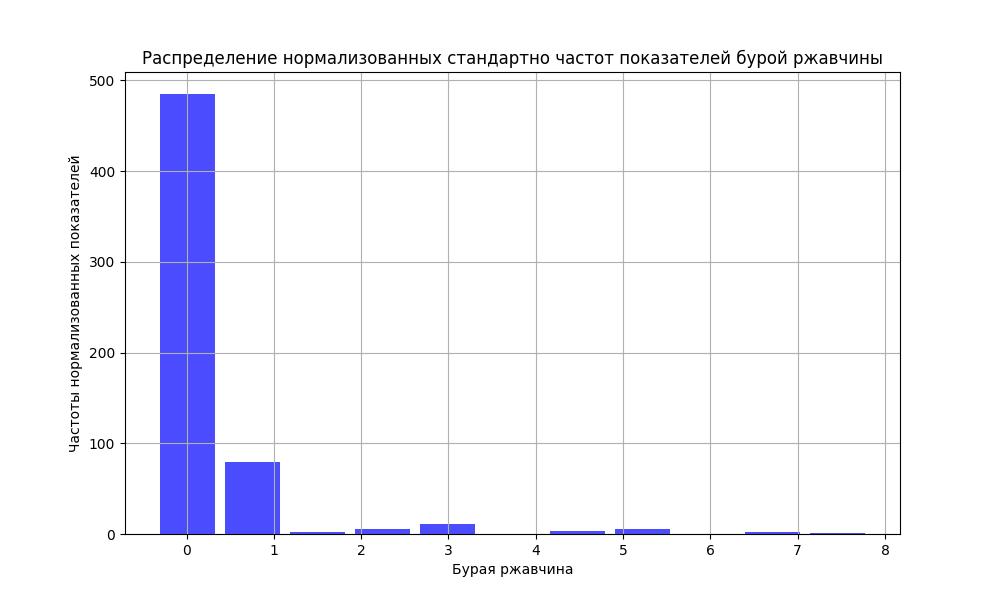 Распределение нормализованных стандартно частот показателей бурой ржавчины
500
400
300
200
100
0
Частоты нормализованных показателей
0 1 2 3 4 5 6 7 8
Бурая ржавчина